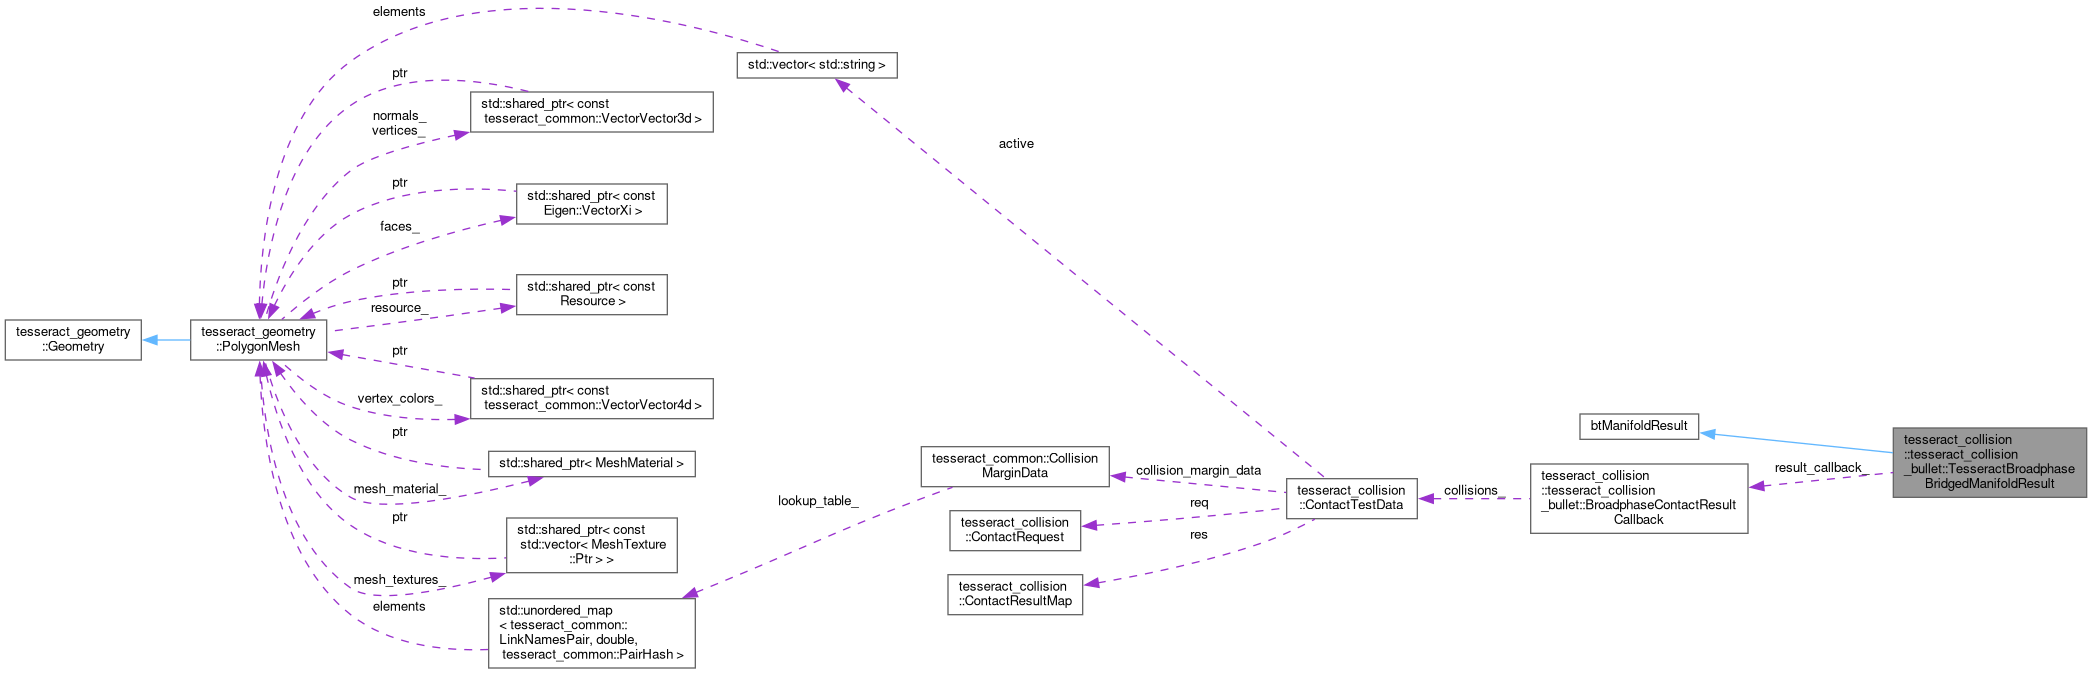 elements
std::vector< std::string >
ptr
std::shared_ptr< const
tesseract_common::VectorVector3d >
normals_
vertices_
active
ptr
std::shared_ptr< const
Eigen::VectorXi >
faces_
ptr
std::shared_ptr< const
Resource >
resource_
tesseract_geometry
::Geometry
tesseract_geometry
::PolygonMesh
ptr
std::shared_ptr< const
tesseract_common::VectorVector4d >
vertex_colors_
ptr
std::shared_ptr< MeshMaterial >
mesh_material_
ptr
std::shared_ptr< const
std::vector< MeshTexture
::Ptr > >
mesh_textures_
elements
std::unordered_map
< tesseract_common::
LinkNamesPair, double,
tesseract_common::PairHash >
lookup_table_
tesseract_common::Collision
MarginData
collision_margin_data
tesseract_collision
::ContactRequest
req
tesseract_collision
::ContactResultMap
res
tesseract_collision
::ContactTestData
collisions_
btManifoldResult
tesseract_collision
::tesseract_collision
_bullet::BroadphaseContactResult
Callback
result_callback_
tesseract_collision
::tesseract_collision
_bullet::TesseractBroadphase
BridgedManifoldResult